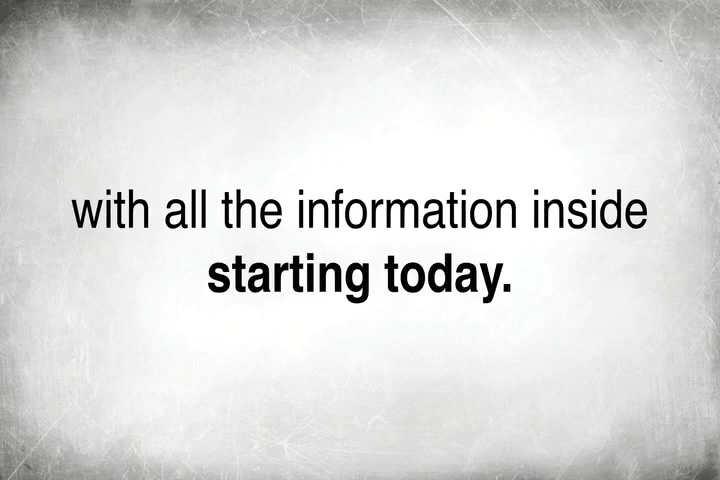 with all the information inside
starting today.